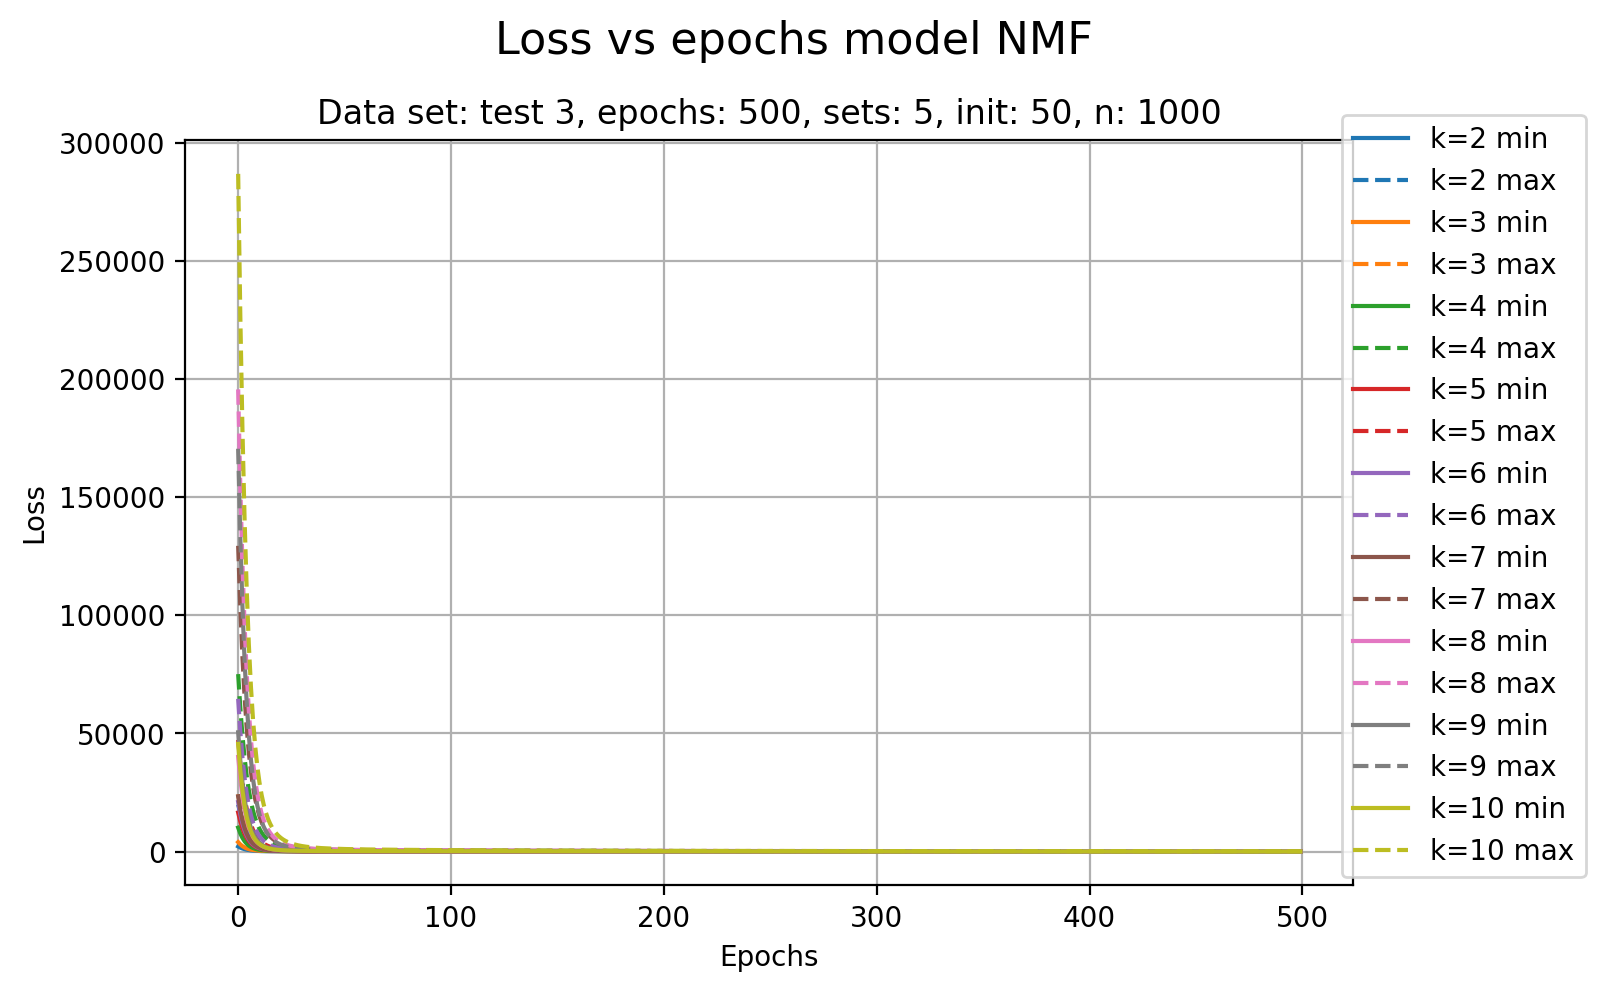 Loss vs epochs model NMF
Data set: test 3, epochs: 500, sets: 5, init: 50, n: 1000
300000
250000
200000
150000
100000
50000
0
Loss
0 100 200 300 400 500
Epochs
k=2 min
k=2 max
k=3 min
k=3 max
k=4 min
k=4 max
k=5 min
k=5 max
k=6 min
k=6 max
k=7 min
k=7 max
k=8 min
k=8 max
k=9 min
k=9 max
k=10 min
k=10 max